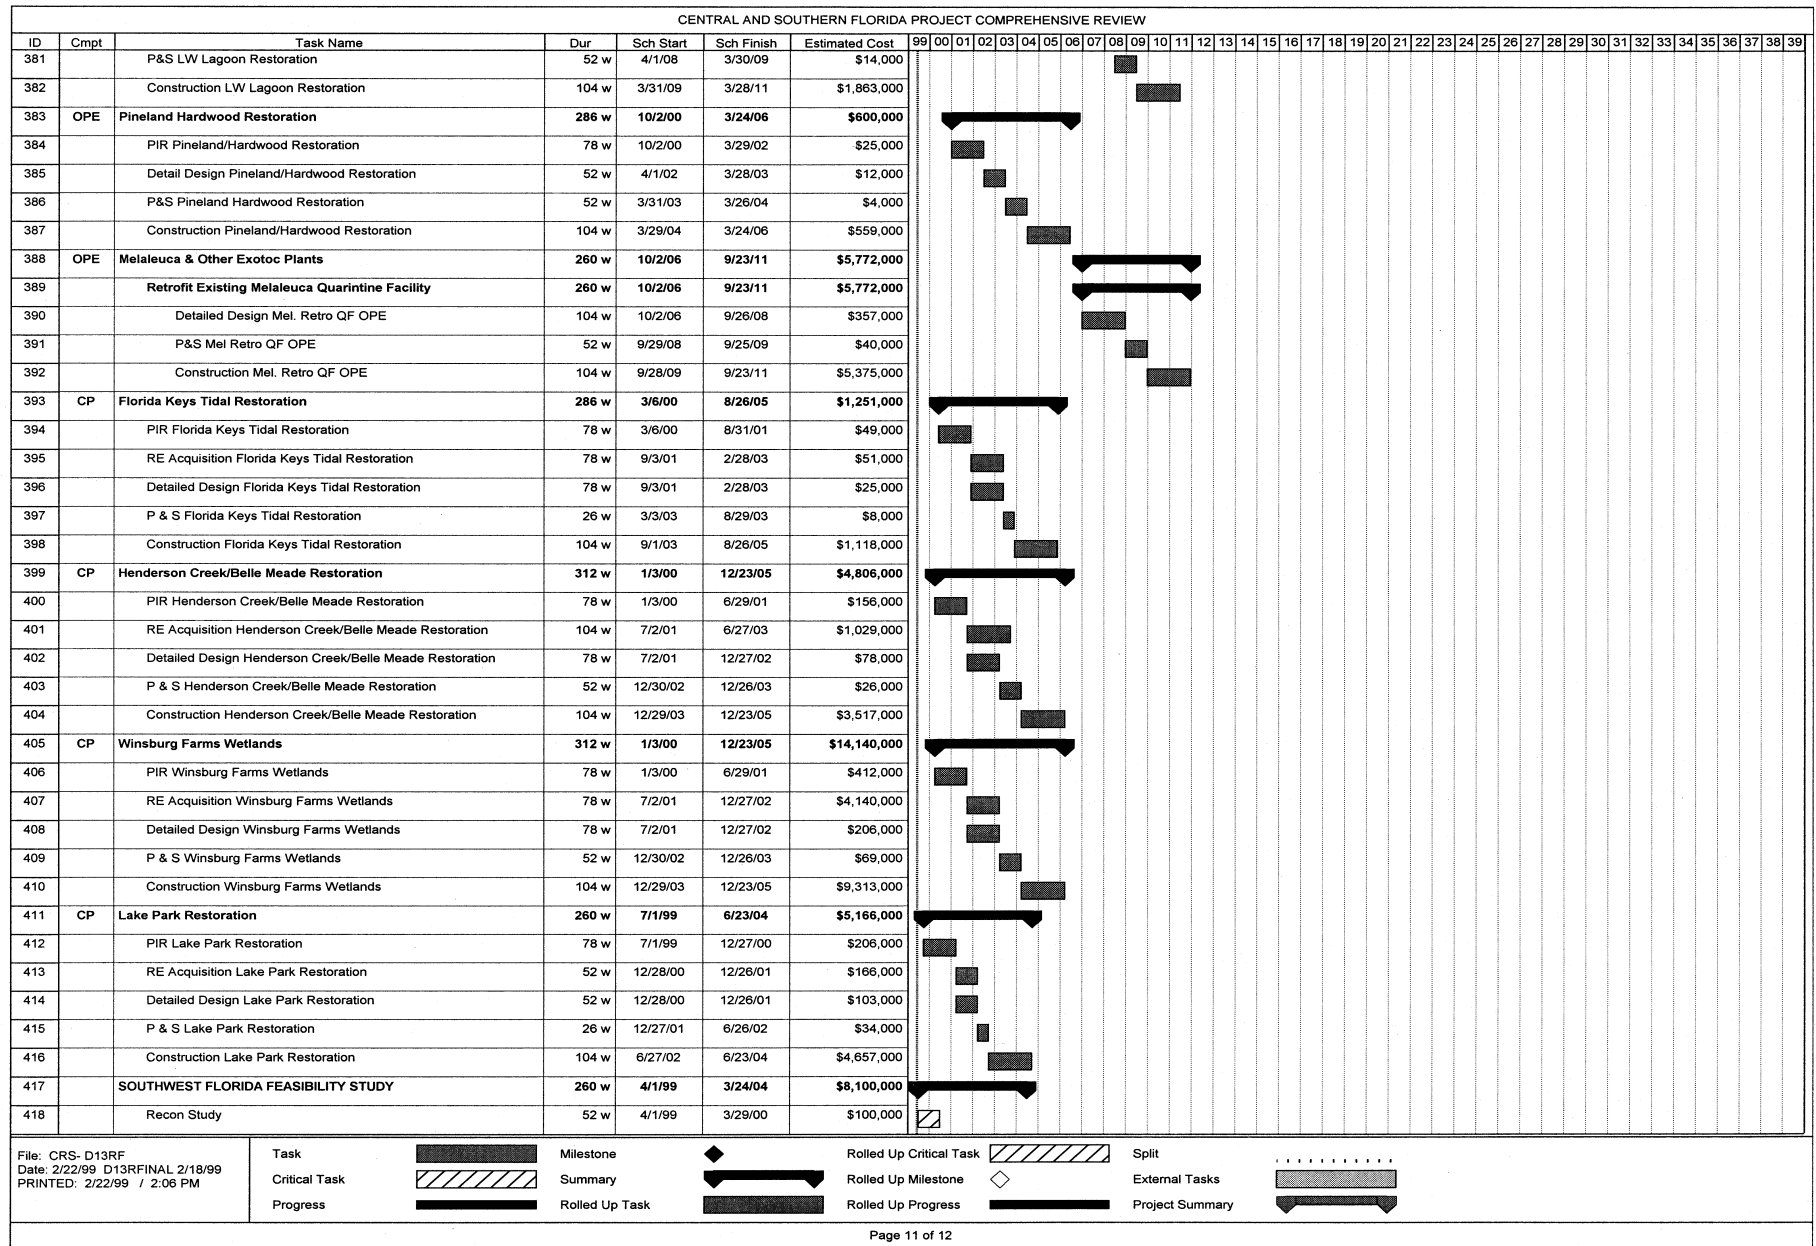 CENTRAL AND SOUTHERN FLORIDA PROJECT COMPREHENSIVE REVIEW
ID Cmpt Task Name Dur Sch Start Sch Finish Estimated Cost 99 00 01 02 03 04 05 06 07 08 09 10 11 12 13 14 15 16 17 18 19 20 21 22 23 24 25 26 27 28 29 30 31 32 33 34 35 36 37 38 39
381 P&S LW Lagoon Restoration 52 w 4/1/08 3/30/09 $14,000
382 Construction LW Lagoon Restoration 104 w 3/31/09 3/28/11 $1,863,000
383 OPE Pineland Hardwood Restoration 286 w 10/2/00 3/24/06 $600,000
384 PIR Pineland/Hardwood Restoration 78 w 10/2/00 3/29/02 $25,000
385 Detail Design Pineland/Hardwood Restoration 52 w 4/1/02 3/28/03 $12,000
386 P&S Pineland Hardwood Restoration 52 w 3/31/03 3/26/04 $4,000
387 Construction Pineland/Hardwood Restoration 104 w 3/29/04 3/24/06 $559,000
388 OPE Melaleuca & Other Exotoc Plants 260 w 10/2/06 9/23/11 $5,772,000
389 Retrofit Existing Melaleuca Quarintine Facility 260 w 10/2/06 9/23/11 $5,772,000
390 Detailed Design Mel. Retro QF OPE 104 w 10/2/06 9/26/08 $357,000
391 P&S Mel Retro QF OPE 52 w 9/29/08 9/25/09 $40,000
392 Construction Mel. Retro QF OPE 104 w 9/28/09 9/23/11 $5,375,000
393 CP Florida Keys Tidal Restoration 286 w 3/6/00 8/26/05 $1,251,000
394 PIR Florida Keys Tidal Restoration 78 w 3/6/00 8/31/01 $49,000
395 RE Acquisition Florida Keys Tidal Restoration 78 w 9/3/01 2/28/03 $51,000
396 Detailed Design Florida Keys Tidal Restoration 78 w 9/3/01 2/28/03 $25,000
397 P & S Florida Keys Tidal Restoration 26 w 3/3/03 8/29/03 $8,000
398 Construction Florida Keys Tidal Restoration 104 w 9/1/03 8/26/05 $1,118,000
399 CP Henderson Creek/Belle Meade Restoration 312 w 1/3/00 12/23/05 $4,806,000
400 PIR Henderson Creek/Belle Meade Restoration 78 w 1/3/00 6/29/01 $156,000
401 RE Acquisition Henderson Creek/Belle Meade Restoration 104 w 7/2/01 6/27/03 $1,029,000
402 Detailed Design Henderson Creek/Belle Meade Restoration 78 w 7/2/01 12/27/02 $78,000
403 P & S Henderson Creek/Belle Meade Restoration 52 w 12/30/02 12/26/03 $26,000
404 Construction Henderson Creek/Belle Meade Restoration 104 w 12/29/03 12/23/05 $3,517,000
405 CP Winsburg Farms Wetlands 312 w 1/3/00 12/23/05 $14,140,000
406 PIR Winsburg Farms Wetlands 78 w 1/3/00 6/29/01 $412,000
407 RE Acquisition Winsburg Farms Wetlands 78 w 7/2/01 12/27/02 $4,140,000
408 Detailed Design Winsburg Farms Wetlands 78 w 7/2/01 12/27/02 $206,000
409 P & S Winsburg Farms Wetlands 52 w 12/30/02 12/26/03 $69,000
410 Construction Winsburg Farms Wetlands 104 w 12/29/03 12/23/05 $9,313,000
411 CP Lake Park Restoration 260 w 7/1/99 6/23/04 $5,166,000
412 PIR Lake Park Restoration 78 w 7/1/99 12/27/00 $206,000
413 RE Acquisition Lake Park Restoration 52 w 12/28/00 12/26/01 $166,000
414 Detailed Design Lake Park Restoration 52 w 12/28/00 12/26/01 $103,000
415 P & S Lake Park Restoration 26 w 12/27/01 6/26/02 $34,000
416 Construction Lake Park Restoration 104 w 6/27/02 6/23/04 $4,657,000
417 SOUTHWEST FLORIDA FEASIBILITY STUDY 260 w 4/1/99 3/24/04 $8,100,000
418 Recon Study 52 w 4/1/99 3/29/00 $100,000
File: CRS- D13RF
Date: 2/22/99 D13RFINAL 2/18/99
PRINTED: 2/22/99 / 2:06 PM
Task Milestone Rolled Up Critical Task Split
Critical Task Summary Rolled Up Milestone External Tasks
Progress Rolled Up Task Rolled Up Progress Project Summary
Page 11 of 12